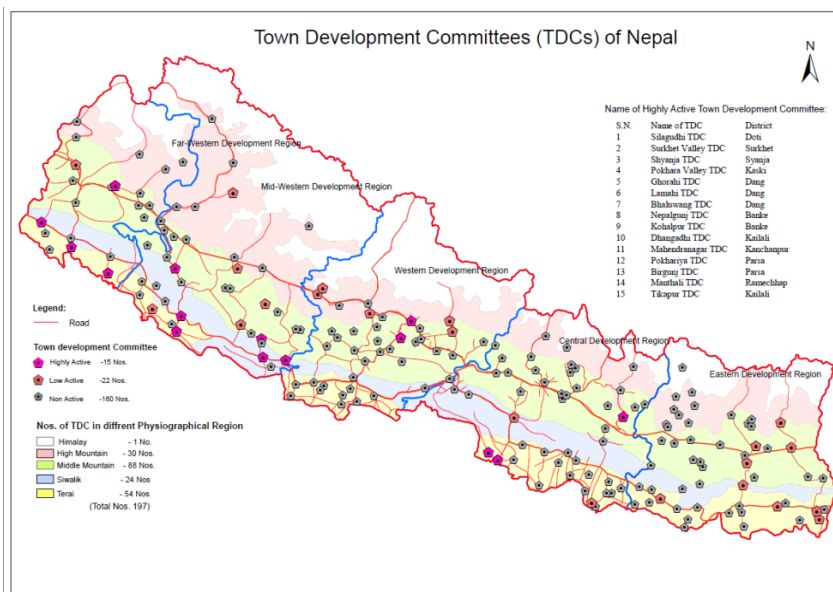 Town Development Committees (TDCs) of Nepal
N
Name of Highly Active Town Development Committee:
S.N. Name of TDC District
1 Silagudhi TDC Doti
2 Surkhet Valley TDC Surkhet
3 Shyanja TDC Syanja
4 Pokhara Valley TDC Kaski
5 Ghorahi TDC Dang
6 Lamahi TDC Dang
7 Bhaluwang TDC Dang
8 Nepalgunj TDC Banke
9 Kohalpur TDC Banke
10 Dhangadhi TDC Kailali
11 Mahendranagar TDC Kanchanpur
12 Pokhariya TDC Parsa
13 Birgunj TDC Parsa
14 Manthali TDC Ramechhap
15 Tikapur TDC Kailali
Far-Western Development Region
Mid-Western Development Region
Western Development Region
Central Development Region
Eastern Development Region
Legend:
Road
Town development Committee
Highly Active -15 Nos.
Low Active -22 Nos.
Non Active -160 Nos.
Nos. of TDC in diffrent Physiographical Region
Himalay - 1 No.
High Mountain - 30 Nos.
Middle Mountain - 88 Nos.
Siwalik - 24 Nos
Terai - 54 Nos
(Total Nos. 197)